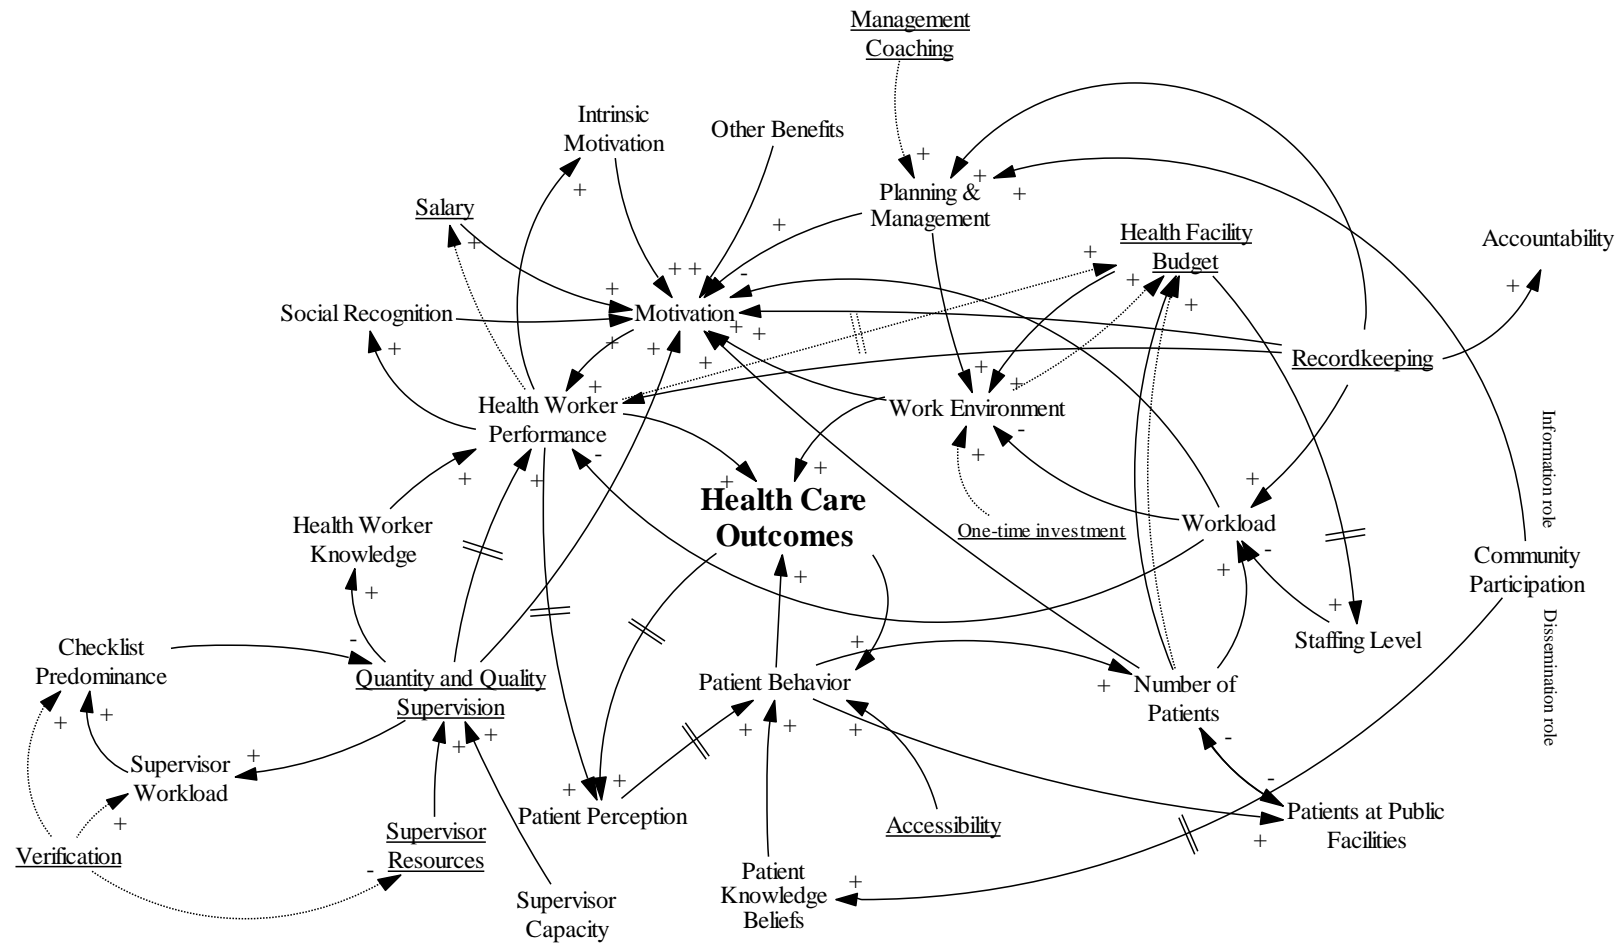 Management
Coaching
Intrinsic
Motivation
Other Benefits
Planning &
Management
Salary
Health Facility
Budget
Accountability
Social Recognition
Motivation
Recordkeeping
Health Worker
Performance
Work Environment
Information role
Health Care
Outcomes
Health Worker
Knowledge
One-time investment
Workload
Community
Participation
Staffing Level
Dissemination role
Checklist
Predominance
Quantity and Quality
Supervision
Patient Behavior
Number of
Patients
Supervisor
Workload
Patient Perception
Patients at Public
Facilities
Accessibility
Verification
Supervisor
Resources
Supervisor
Capacity
Patient
Knowledge
Beliefs